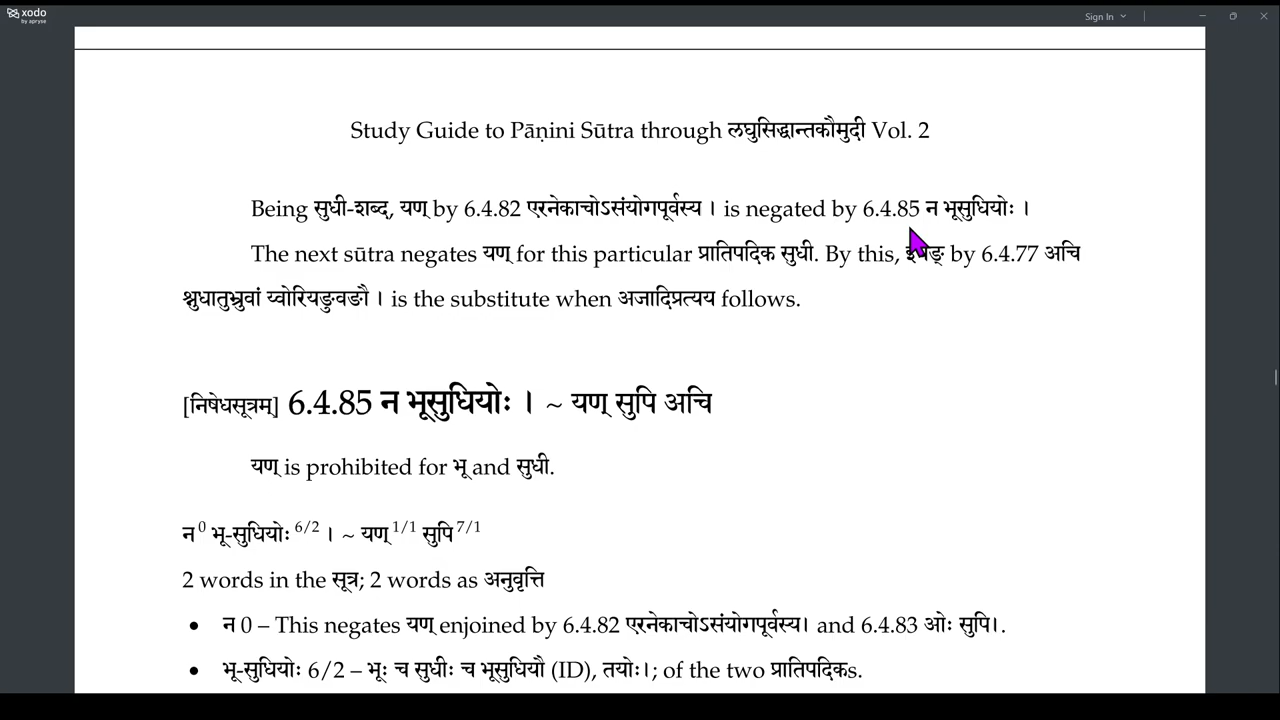 xodo
by apryse
Sign In
Study Guide to Pāṇini Sūtra through लघुसिद्धान्तकौमुदी Vol. 2
Being सुधी-शब्द, यण् by 6.4.82 एरनेकाचोऽसंयोगपूर्वस्य । is negated by 6.4.85 न भूसुधियोः ।
The next sūtra negates यण् for this particular प्रातिपदिक सुधी. By this, इयङ् by 6.4.77 अचि
श्नुधातुभ्रुवां य्वोरियङुवङौ । is the substitute when अजादिप्रत्यय follows.
[निषेधसूत्रम्] 6.4.85 न भूसुधियोः । ~ यण् सुपि अचि
यण् is prohibited for भू and सुधी.
न 0 भू-सुधियोः 6/2 । ~ यण् 1/1 सुपि 7/1
2 words in the सूत्र; 2 words as अनुवृत्ति
• न 0 – This negates यण् enjoined by 6.4.82 एरनेकाचोऽसंयोगपूर्वस्य। and 6.4.83 ओः सुपि।.
• भू-सुधियोः 6/2 – भूः च सुधीः च भूसुधियौ (ID), तयोः।; of the two प्रातिपदिकs.